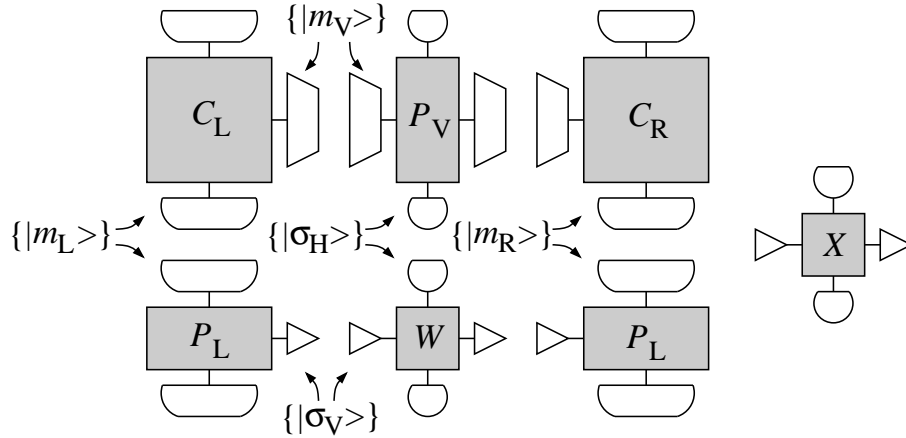 {|m_V>}
C_L P_V C_R
{|m_L>} {|σ_H>} {|m_R>} X
P_L W P_L
{|σ_V>}